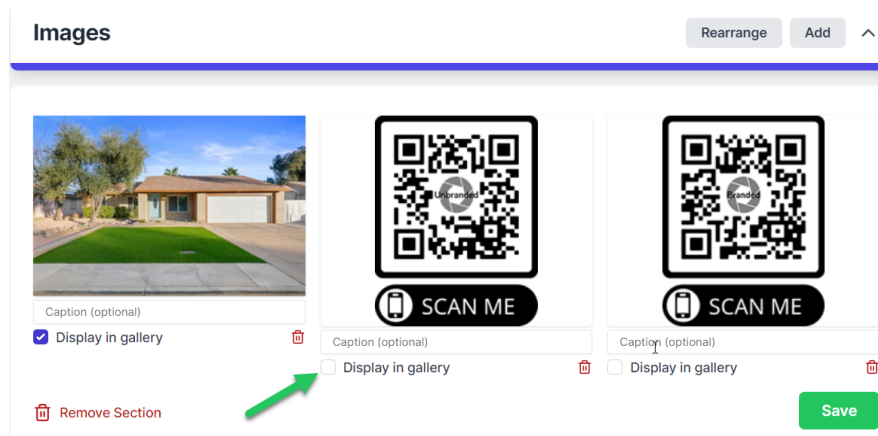 Images
Rearrange
Add
Unbranded
Branded
SCAN ME
SCAN ME
Caption (optional)
Caption (optional)
Caption (optional)
Display in gallery
Display in gallery
Display in gallery
Remove Section
Save